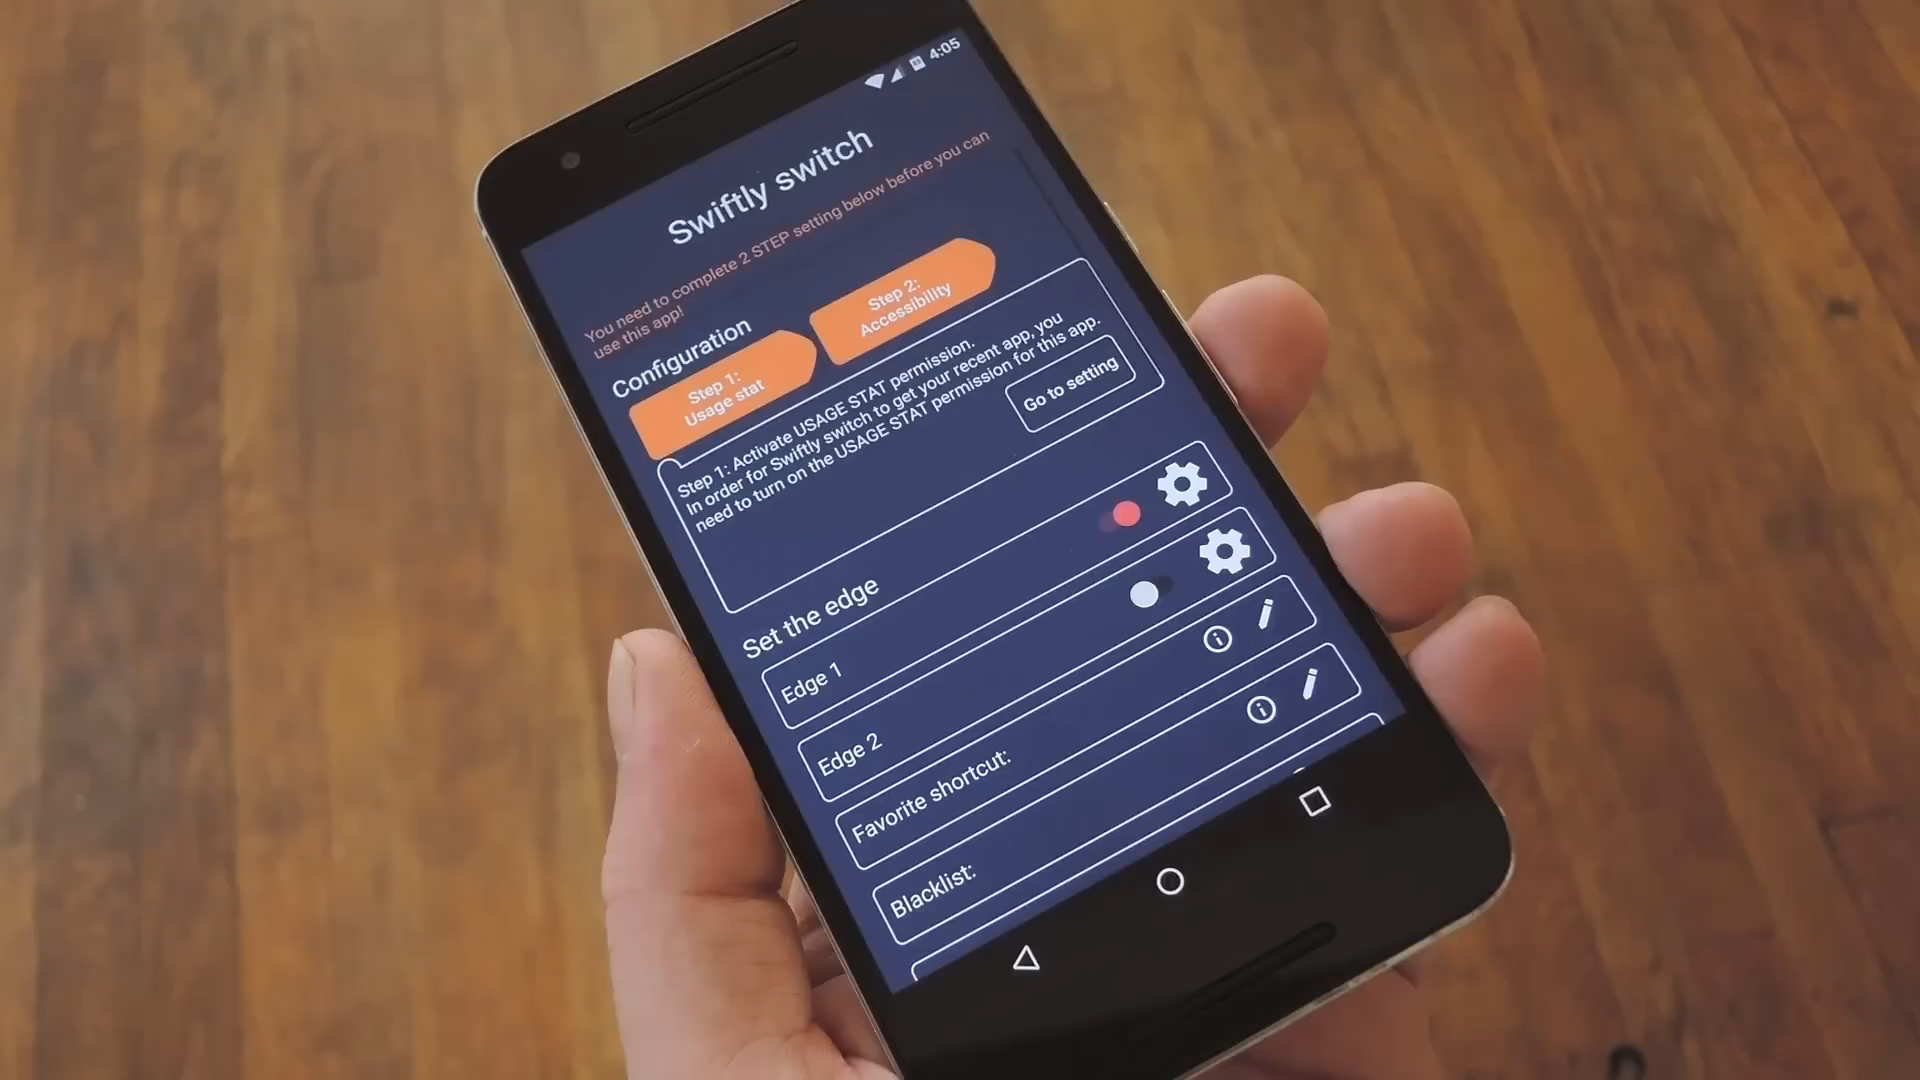 4:05
Swiftly switch
You need to complete 2 STEP setting below before you can
use this app!
Configuration
Step 1:
Usage stat
Step 2:
Accessibility
Step 1: Activate USAGE STAT permission.
In order for Swiftly switch to get your recent app, you
need to turn on the USAGE STAT permission for this app.
Go to setting
Set the edge
Edge 1
Edge 2
Favorite shortcut:
Blacklist: